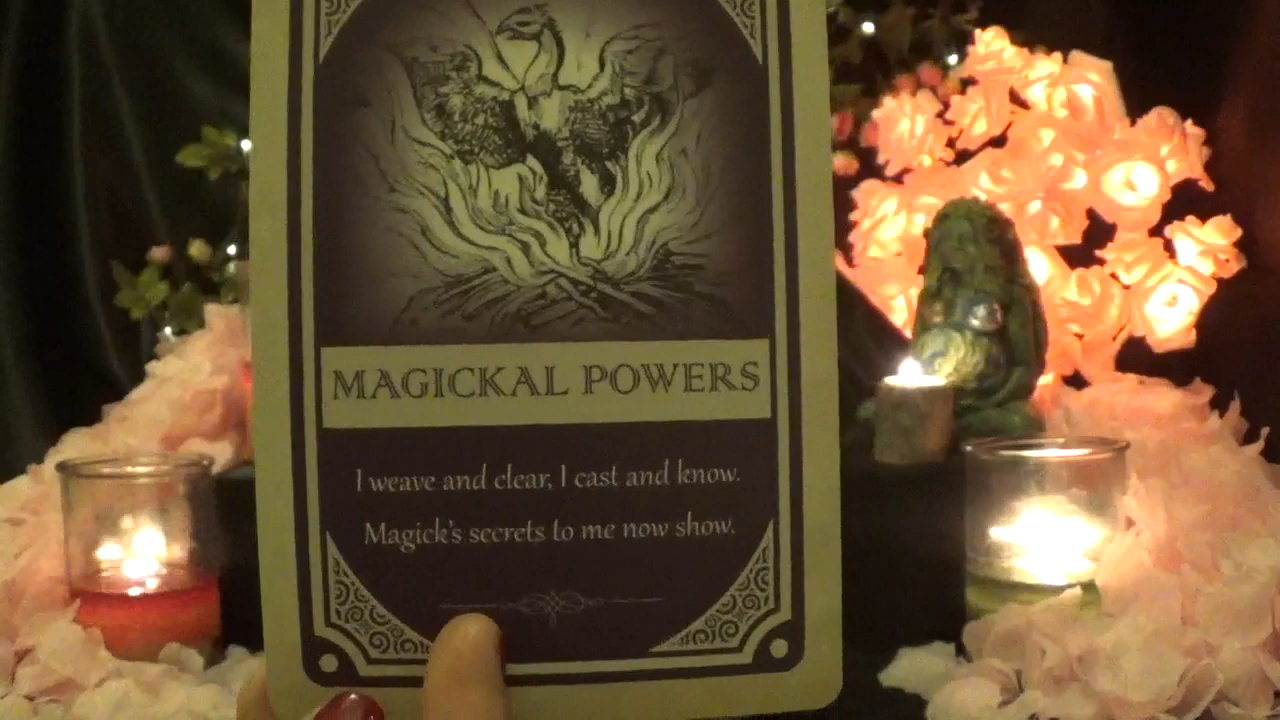 MAGICKAL POWERS
I weave and clear, I cast and know.
Magick's secrets to me now show.